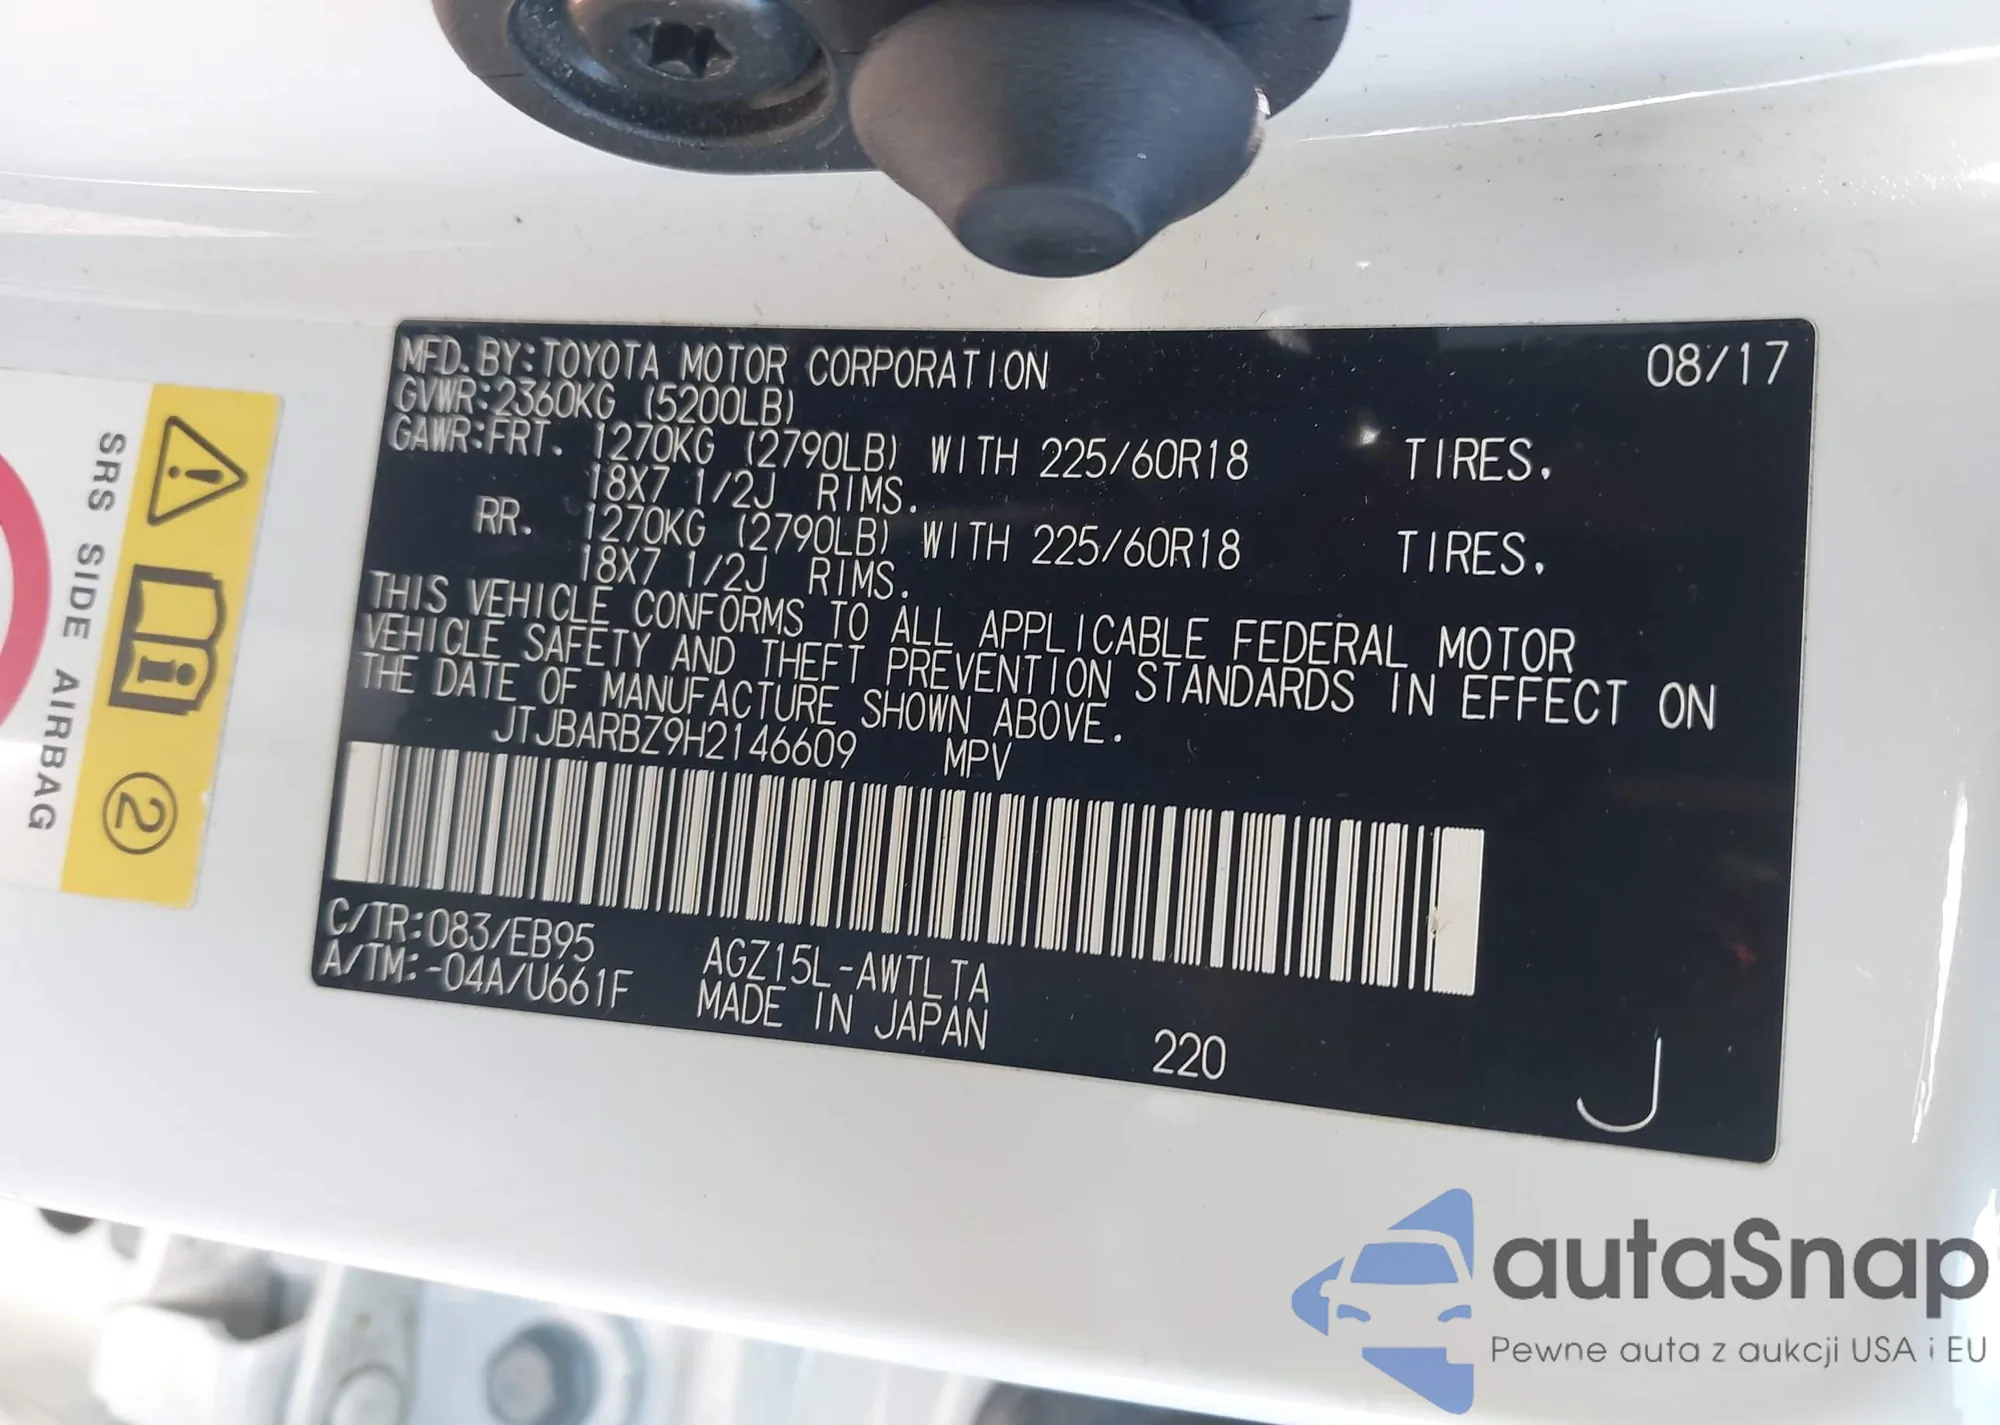 MFD. BY: TOYOTA MOTOR CORPORATION 08/17
GVWR: 2360KG (5200LB)
GAWR: FRT. 1270KG (2790LB) WITH 225/60R18 TIRES.
18X7 1/2J RIMS.
RR. 1270KG (2790LB) WITH 225/60R18 TIRES.
18X7 1/2J RIMS.
THIS VEHICLE CONFORMS TO ALL APPLICABLE FEDERAL MOTOR
VEHICLE SAFETY AND THEFT PREVENTION STANDARDS IN EFFECT ON
THE DATE OF MANUFACTURE SHOWN ABOVE.
JTJBARBZ9H2146609 MPV
C/TR: 083/EB95 AGZ15L-AWTLTA
A/TM: -04A/U661F MADE IN JAPAN
220
J
SRS SIDE AIRBAG
2
autaSnap
Pewne auta z aukcji USA i EU